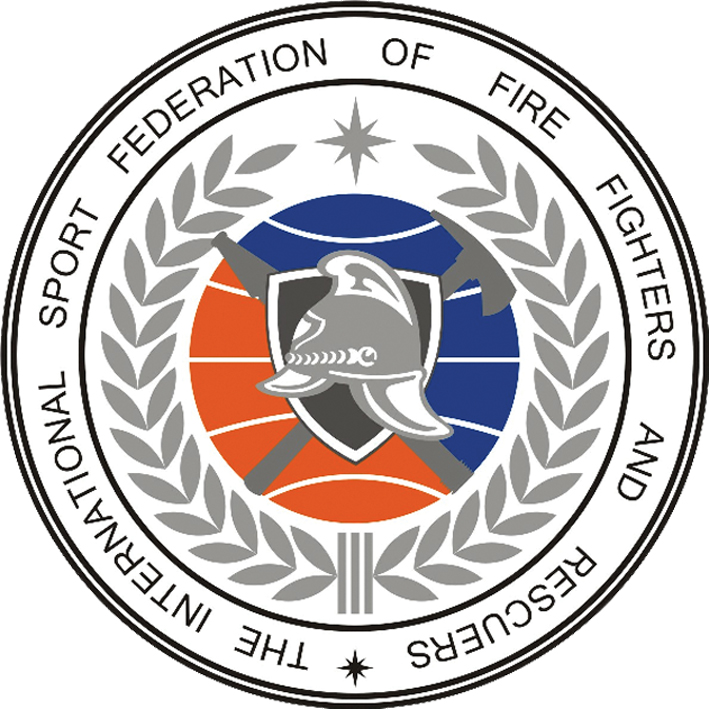 THE INTERNATIONAL SPORT FEDERATION OF FIRE FIGHTERS AND RESCUERS